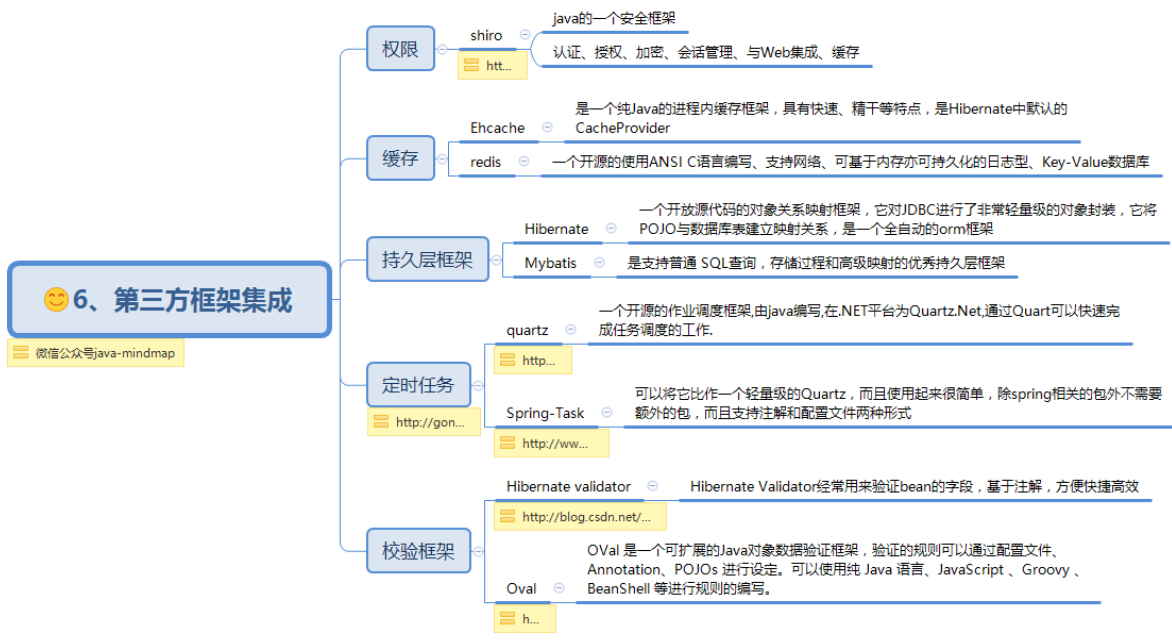 6、第三方框架集成
微信公众号java-mindmap
权限
shiro
htt...
java的一个安全框架
认证、授权、加密、会话管理、与Web集成、缓存
缓存
Ehcache
是一个纯Java的进程内缓存框架，具有快速、精干等特点，是Hibernate中默认的
CacheProvider
redis
一个开源的使用ANSI C语言编写、支持网络、可基于内存亦可持久化的日志型、Key-Value数据库
持久层框架
Hibernate
一个开放源代码的对象关系映射框架，它对JDBC进行了非常轻量级的对象封装，它将
POJO与数据库表建立映射关系，是一个全自动的orm框架
Mybatis
是支持普通 SQL查询，存储过程和高级映射的优秀持久层框架
定时任务
http://gon...
quartz
http...
一个开源的作业调度框架,由java编写,在.NET平台为Quartz.Net,通过Quart可以快速完
成任务调度的工作.
Spring-Task
http://ww...
可以将它比作一个轻量级的Quartz，而且使用起来很简单，除spring相关的包外不需要
额外的包，而且支持注解和配置文件两种形式
校验框架
Hibernate validator
http://blog.csdn.net/...
Hibernate Validator经常用来验证bean的字段，基于注解，方便快捷高效
Oval
h...
OVal 是一个可扩展的Java对象数据验证框架，验证的规则可以通过配置文件、
Annotation、POJOs 进行设定。可以使用纯 Java 语言、JavaScript 、Groovy 、
BeanShell 等进行规则的编写。